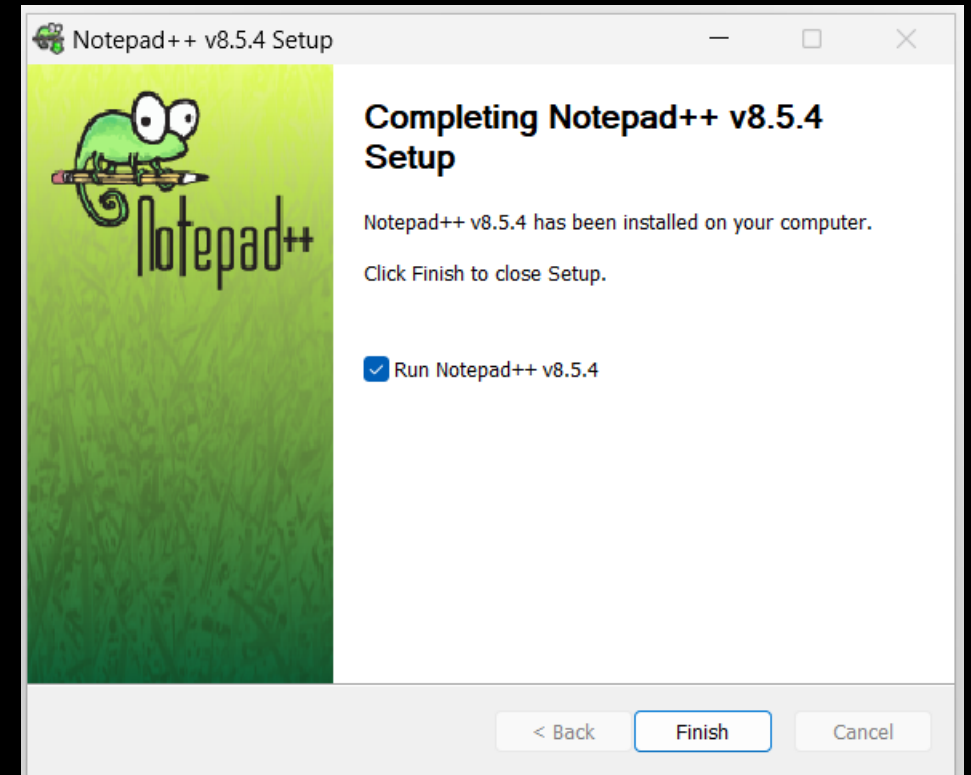 Notepad++ v8.5.4 Setup
Completing Notepad++ v8.5.4
Setup
Notepad++ v8.5.4 has been installed on your computer.
Click Finish to close Setup.
Notepad++
Run Notepad++ v8.5.4
< Back
Finish
Cancel